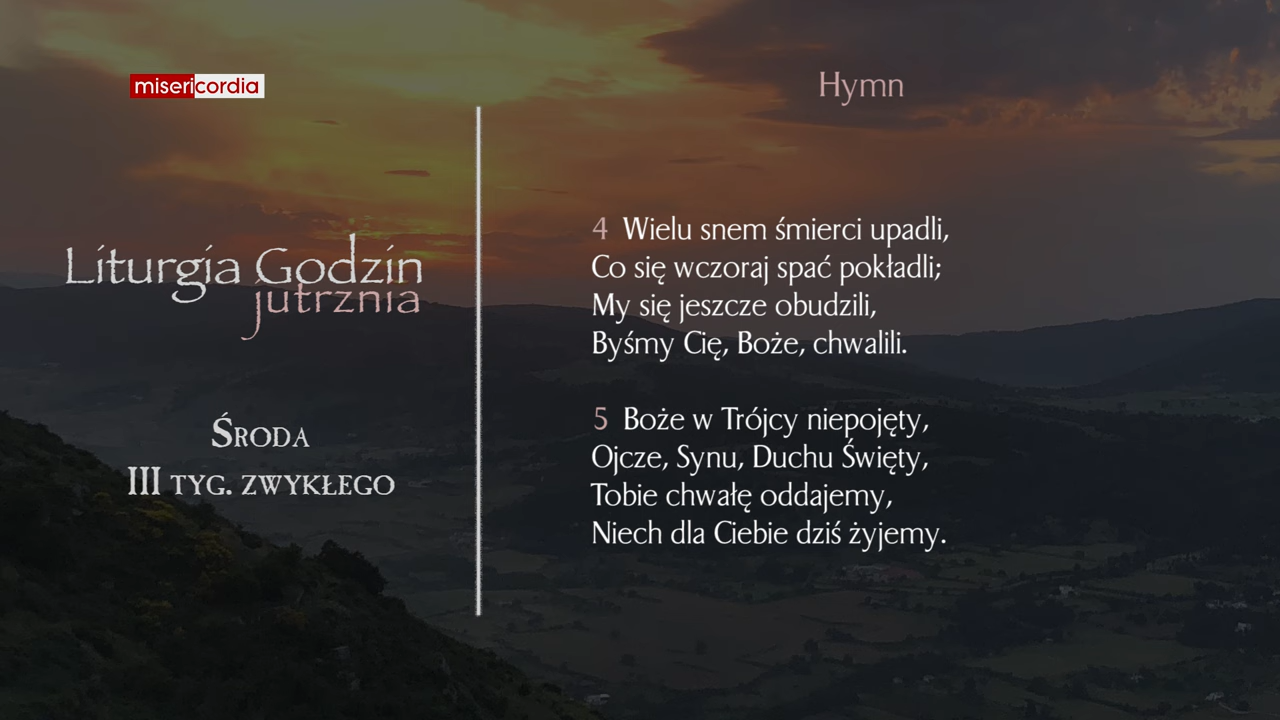 misericordia
Liturgia Godzin
jutrznia
Środa
III tyg. zwykłego
Hymn
4 Wielu snem śmierci upadli,
Co się wczoraj spać pokładli;
My się jeszcze obudzili,
Byśmy Cię, Boże, chwalili.
5 Boże w Trójcy niepojęty,
Ojcze, Synu, Duchu Święty,
Tobie chwałę oddajemy,
Niech dla Ciebie dziś żyjemy.